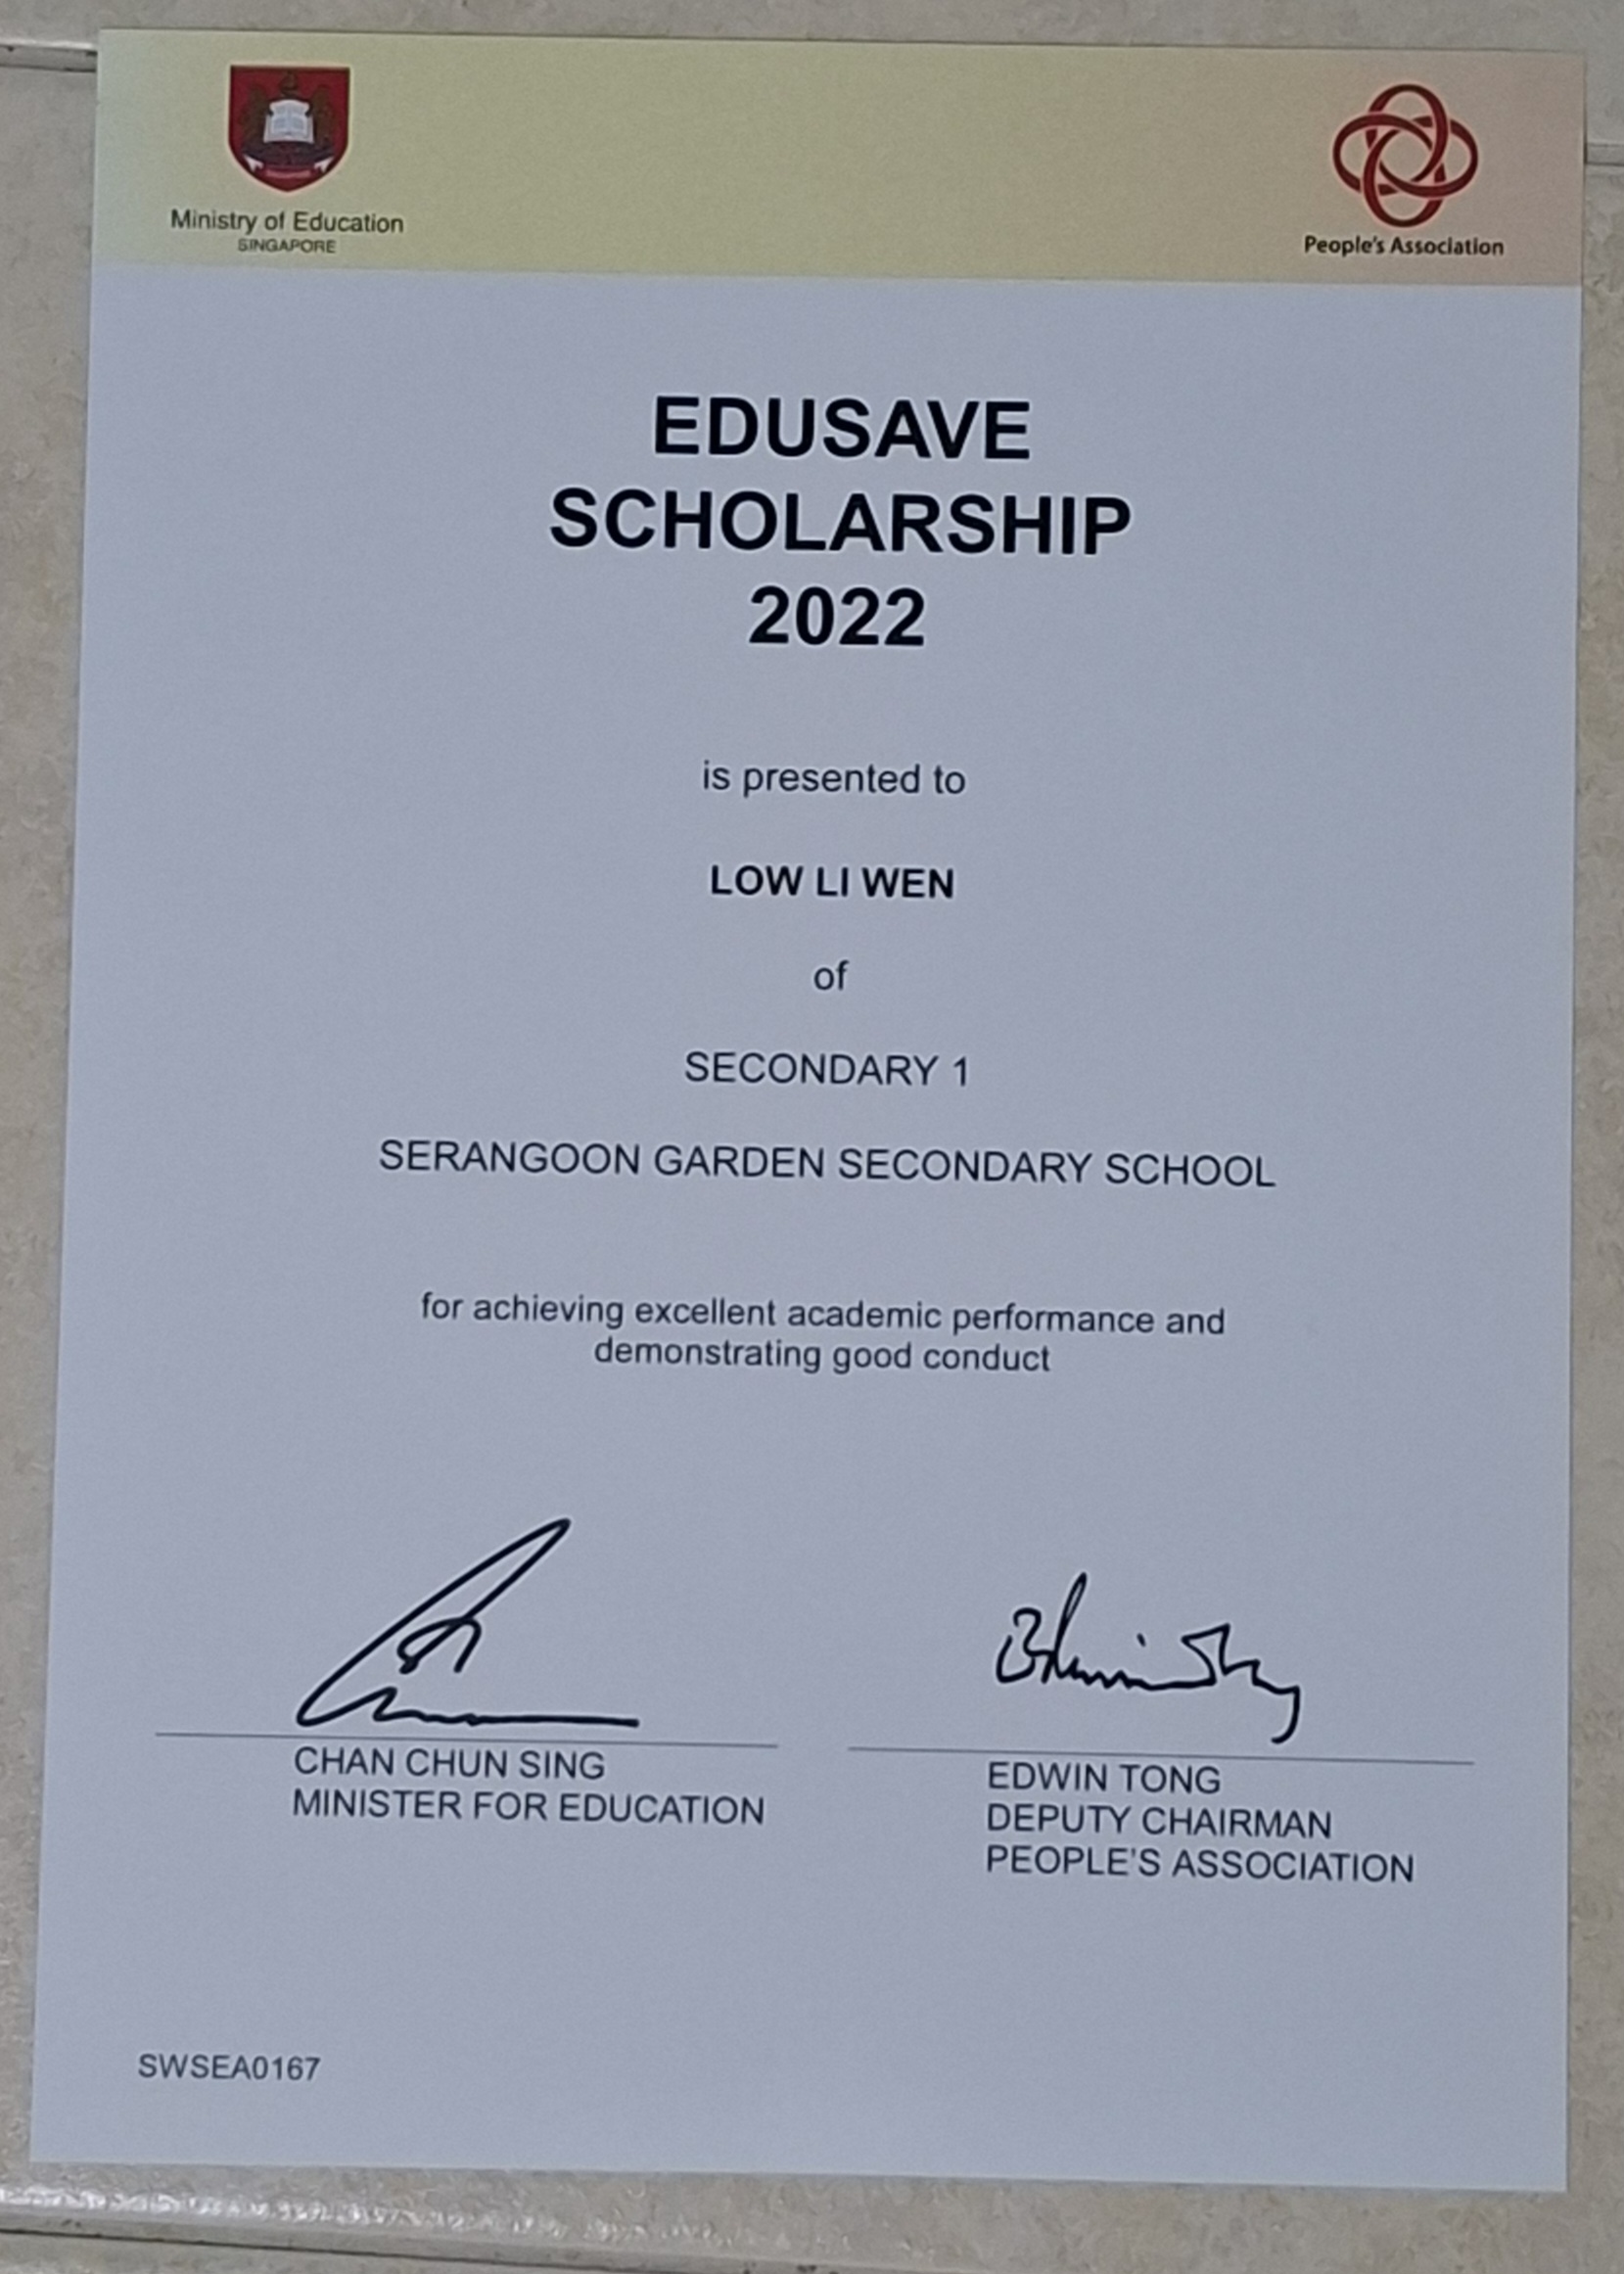 Ministry of Education
SINGAPORE
People's Association
EDUSAVE
SCHOLARSHIP
2022
is presented to
LOW LI WEN
of
SECONDARY 1
SERANGOON GARDEN SECONDARY SCHOOL
for achieving excellent academic performance and
demonstrating good conduct
CHAN CHUN SING
MINISTER FOR EDUCATION
EDWIN TONG
DEPUTY CHAIRMAN
PEOPLE'S ASSOCIATION
SWSEA0167